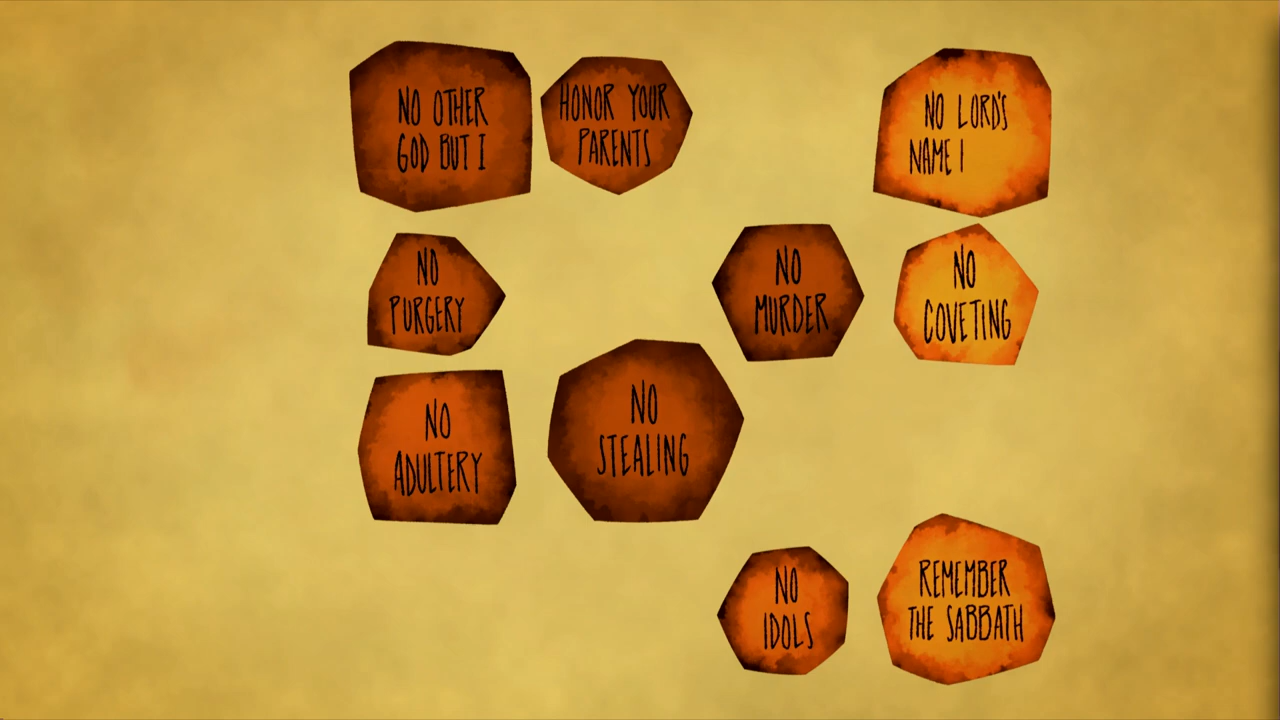 NO OTHER
GOD BUT I
HONOR YOUR
PARENTS
NO LORD'S
NAME I
NO
PURGERY
NO
MURDER
NO
COVETING
NO
ADULTERY
NO
STEALING
NO
IDOLS
REMEMBER
THE SABBATH